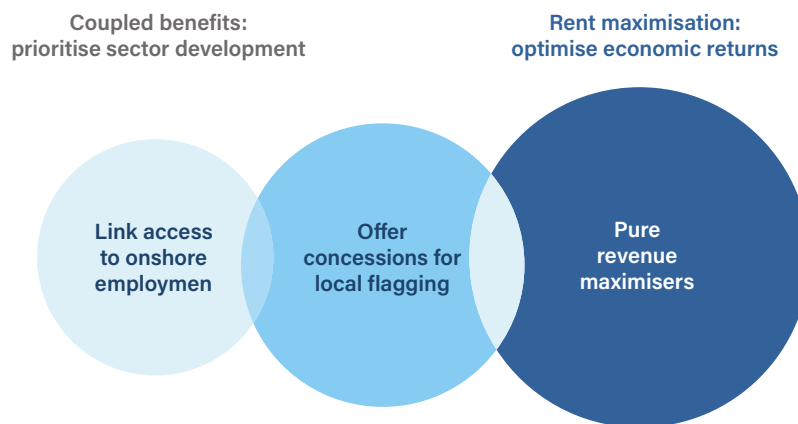 Coupled benefits:
prioritise sector development
Rent maximisation:
optimise economic returns
Link access
to onshore
employmen
Offer
concessions for
local flagging
Pure
revenue
maximisers